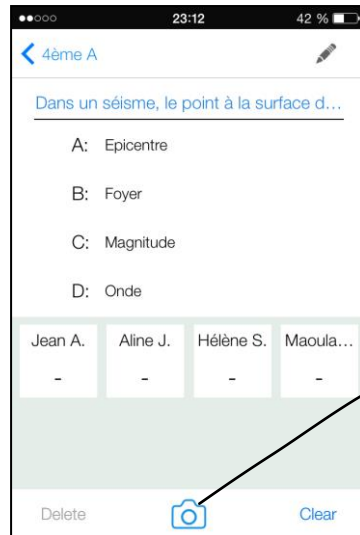 23:12 42 %
4ème A
Dans un séisme, le point à la surface d...
A: Epicentre
B: Foyer
C: Magnitude
D: Onde
Jean A. Aline J. Hélène S. Maoula...
- - - -
Delete Clear